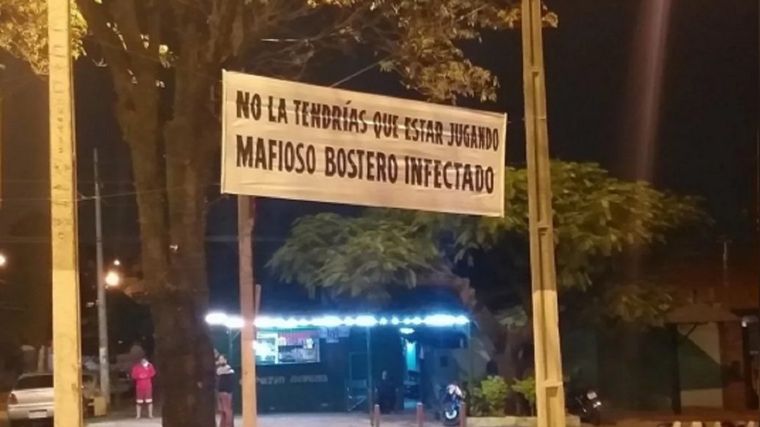 NO LA TENDRÍAS QUE ESTAR JUGANDO
MAFIOSO BOSTERO INFECTADO